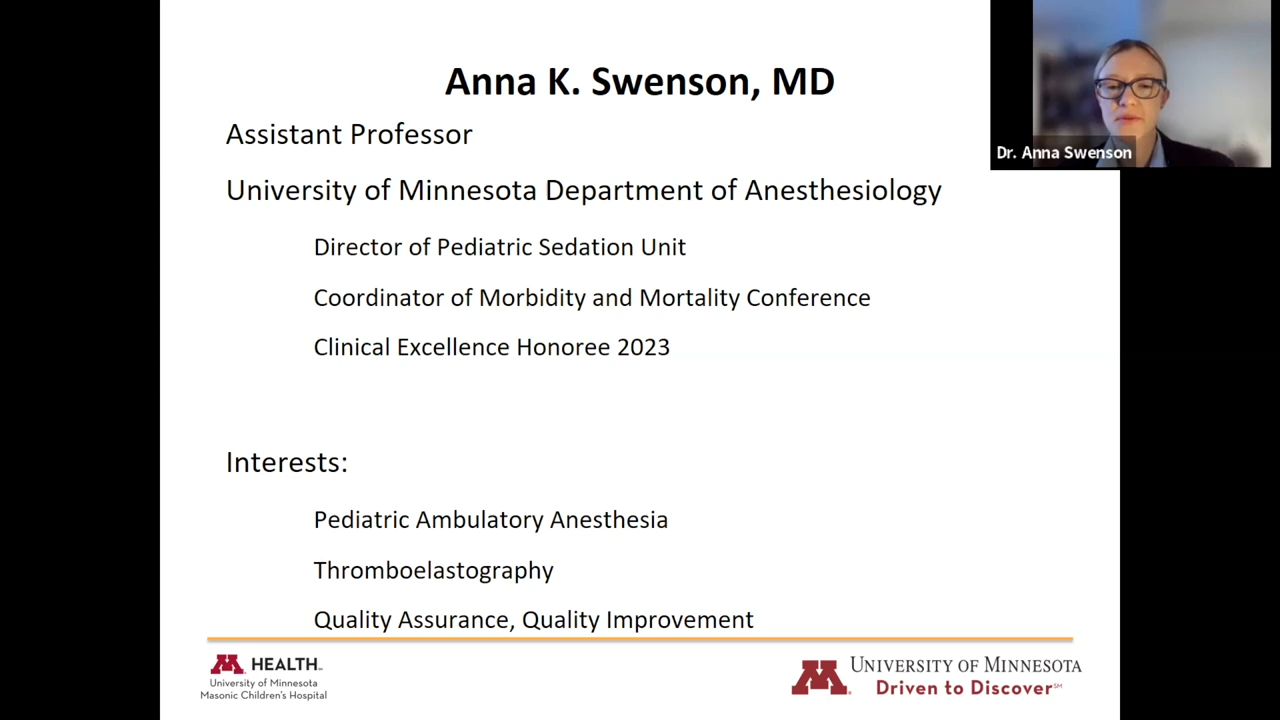 Anna K. Swenson, MD
Dr. Anna Swenson
Assistant Professor
University of Minnesota Department of Anesthesiology
Director of Pediatric Sedation Unit
Coordinator of Morbidity and Mortality Conference
Clinical Excellence Honoree 2023
Interests:
Pediatric Ambulatory Anesthesia
Thromboelastography
Quality Assurance, Quality Improvement
M HEALTH
University of Minnesota
Masonic Children's Hospital
M UNIVERSITY OF MINNESOTA
Driven to Discover℠